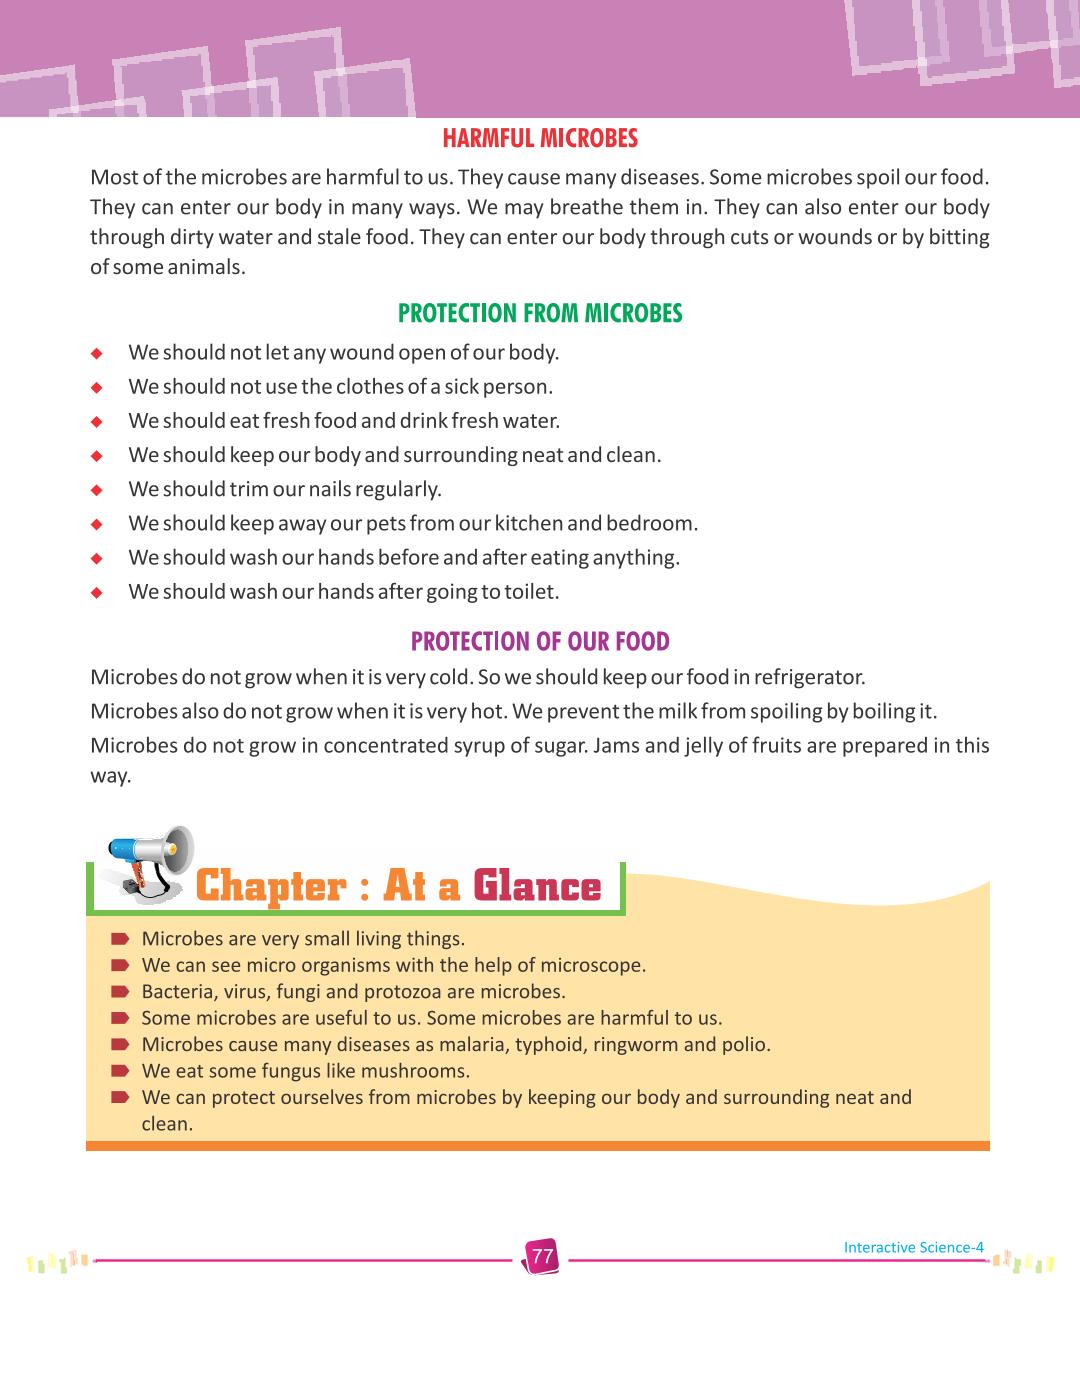 HARMFUL MICROBES
Most of the microbes are harmful to us. They cause many diseases. Some microbes spoil our food.
They can enter our body in many ways. We may breathe them in. They can also enter our body
through dirty water and stale food. They can enter our body through cuts or wounds or by bitting
of some animals.
PROTECTION FROM MICROBES
We should not let any wound open of our body.
We should not use the clothes of a sick person.
We should eat fresh food and drink fresh water.
We should keep our body and surrounding neat and clean.
We should trim our nails regularly.
We should keep away our pets from our kitchen and bedroom.
We should wash our hands before and after eating anything.
We should wash our hands after going to toilet.
PROTECTION OF OUR FOOD
Microbes do not grow when it is very cold. So we should keep our food in refrigerator.
Microbes also do not grow when it is very hot. We prevent the milk from spoiling by boiling it.
Microbes do not grow in concentrated syrup of sugar. Jams and jelly of fruits are prepared in this
way.
Chapter : At a Glance
Microbes are very small living things.
We can see micro organisms with the help of microscope.
Bacteria, virus, fungi and protozoa are microbes.
Some microbes are useful to us. Some microbes are harmful to us.
Microbes cause many diseases as malaria, typhoid, ringworm and polio.
We eat some fungus like mushrooms.
We can protect ourselves from microbes by keeping our body and surrounding neat and
clean.
77
Interactive Science-4